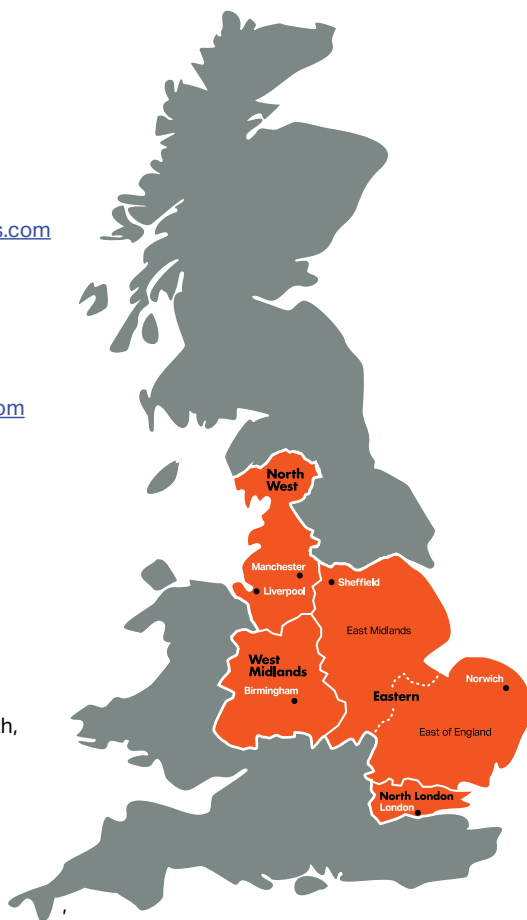 s.com
om
North
West
Manchester
Liverpool
Sheffield
East Midlands
West
Midlands
Birmingham
Norwich
Eastern
h,
East of England
North London
London
,